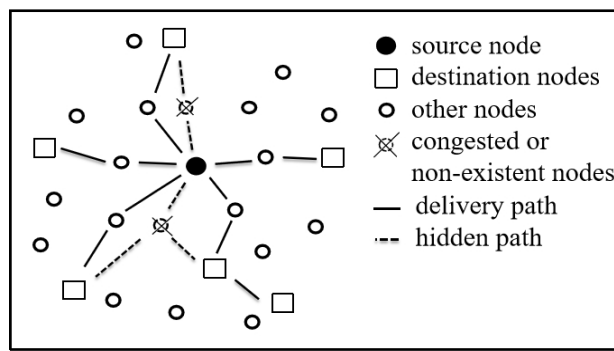 source node
destination nodes
other nodes
congested or
non-existent nodes
delivery path
hidden path